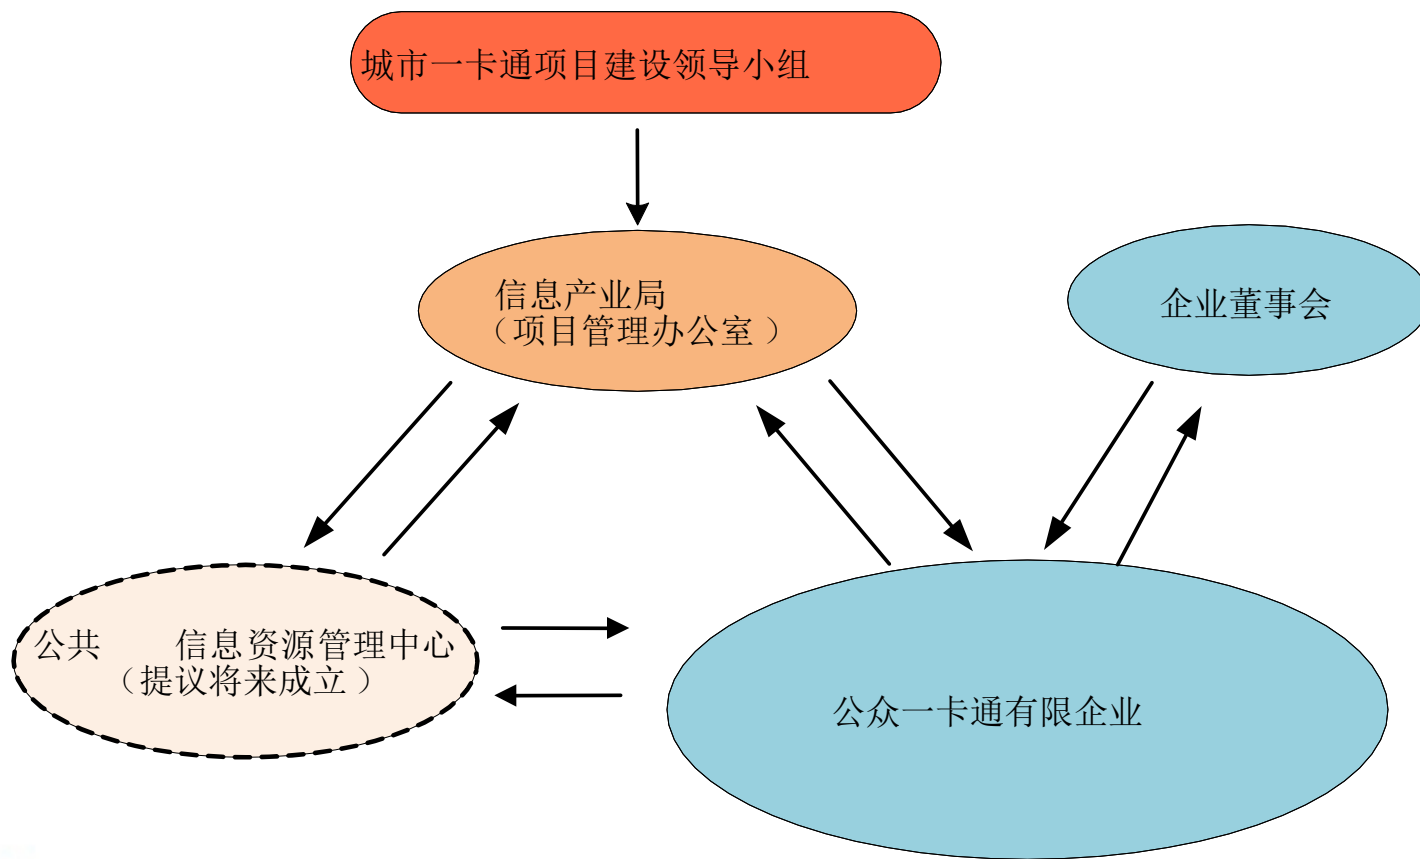 城市一卡通项目建设领导小组
信息产业局
（项目管理办公室）
企业董事会
公共 信息资源管理中心
（提议将来成立）
公众一卡通有限企业